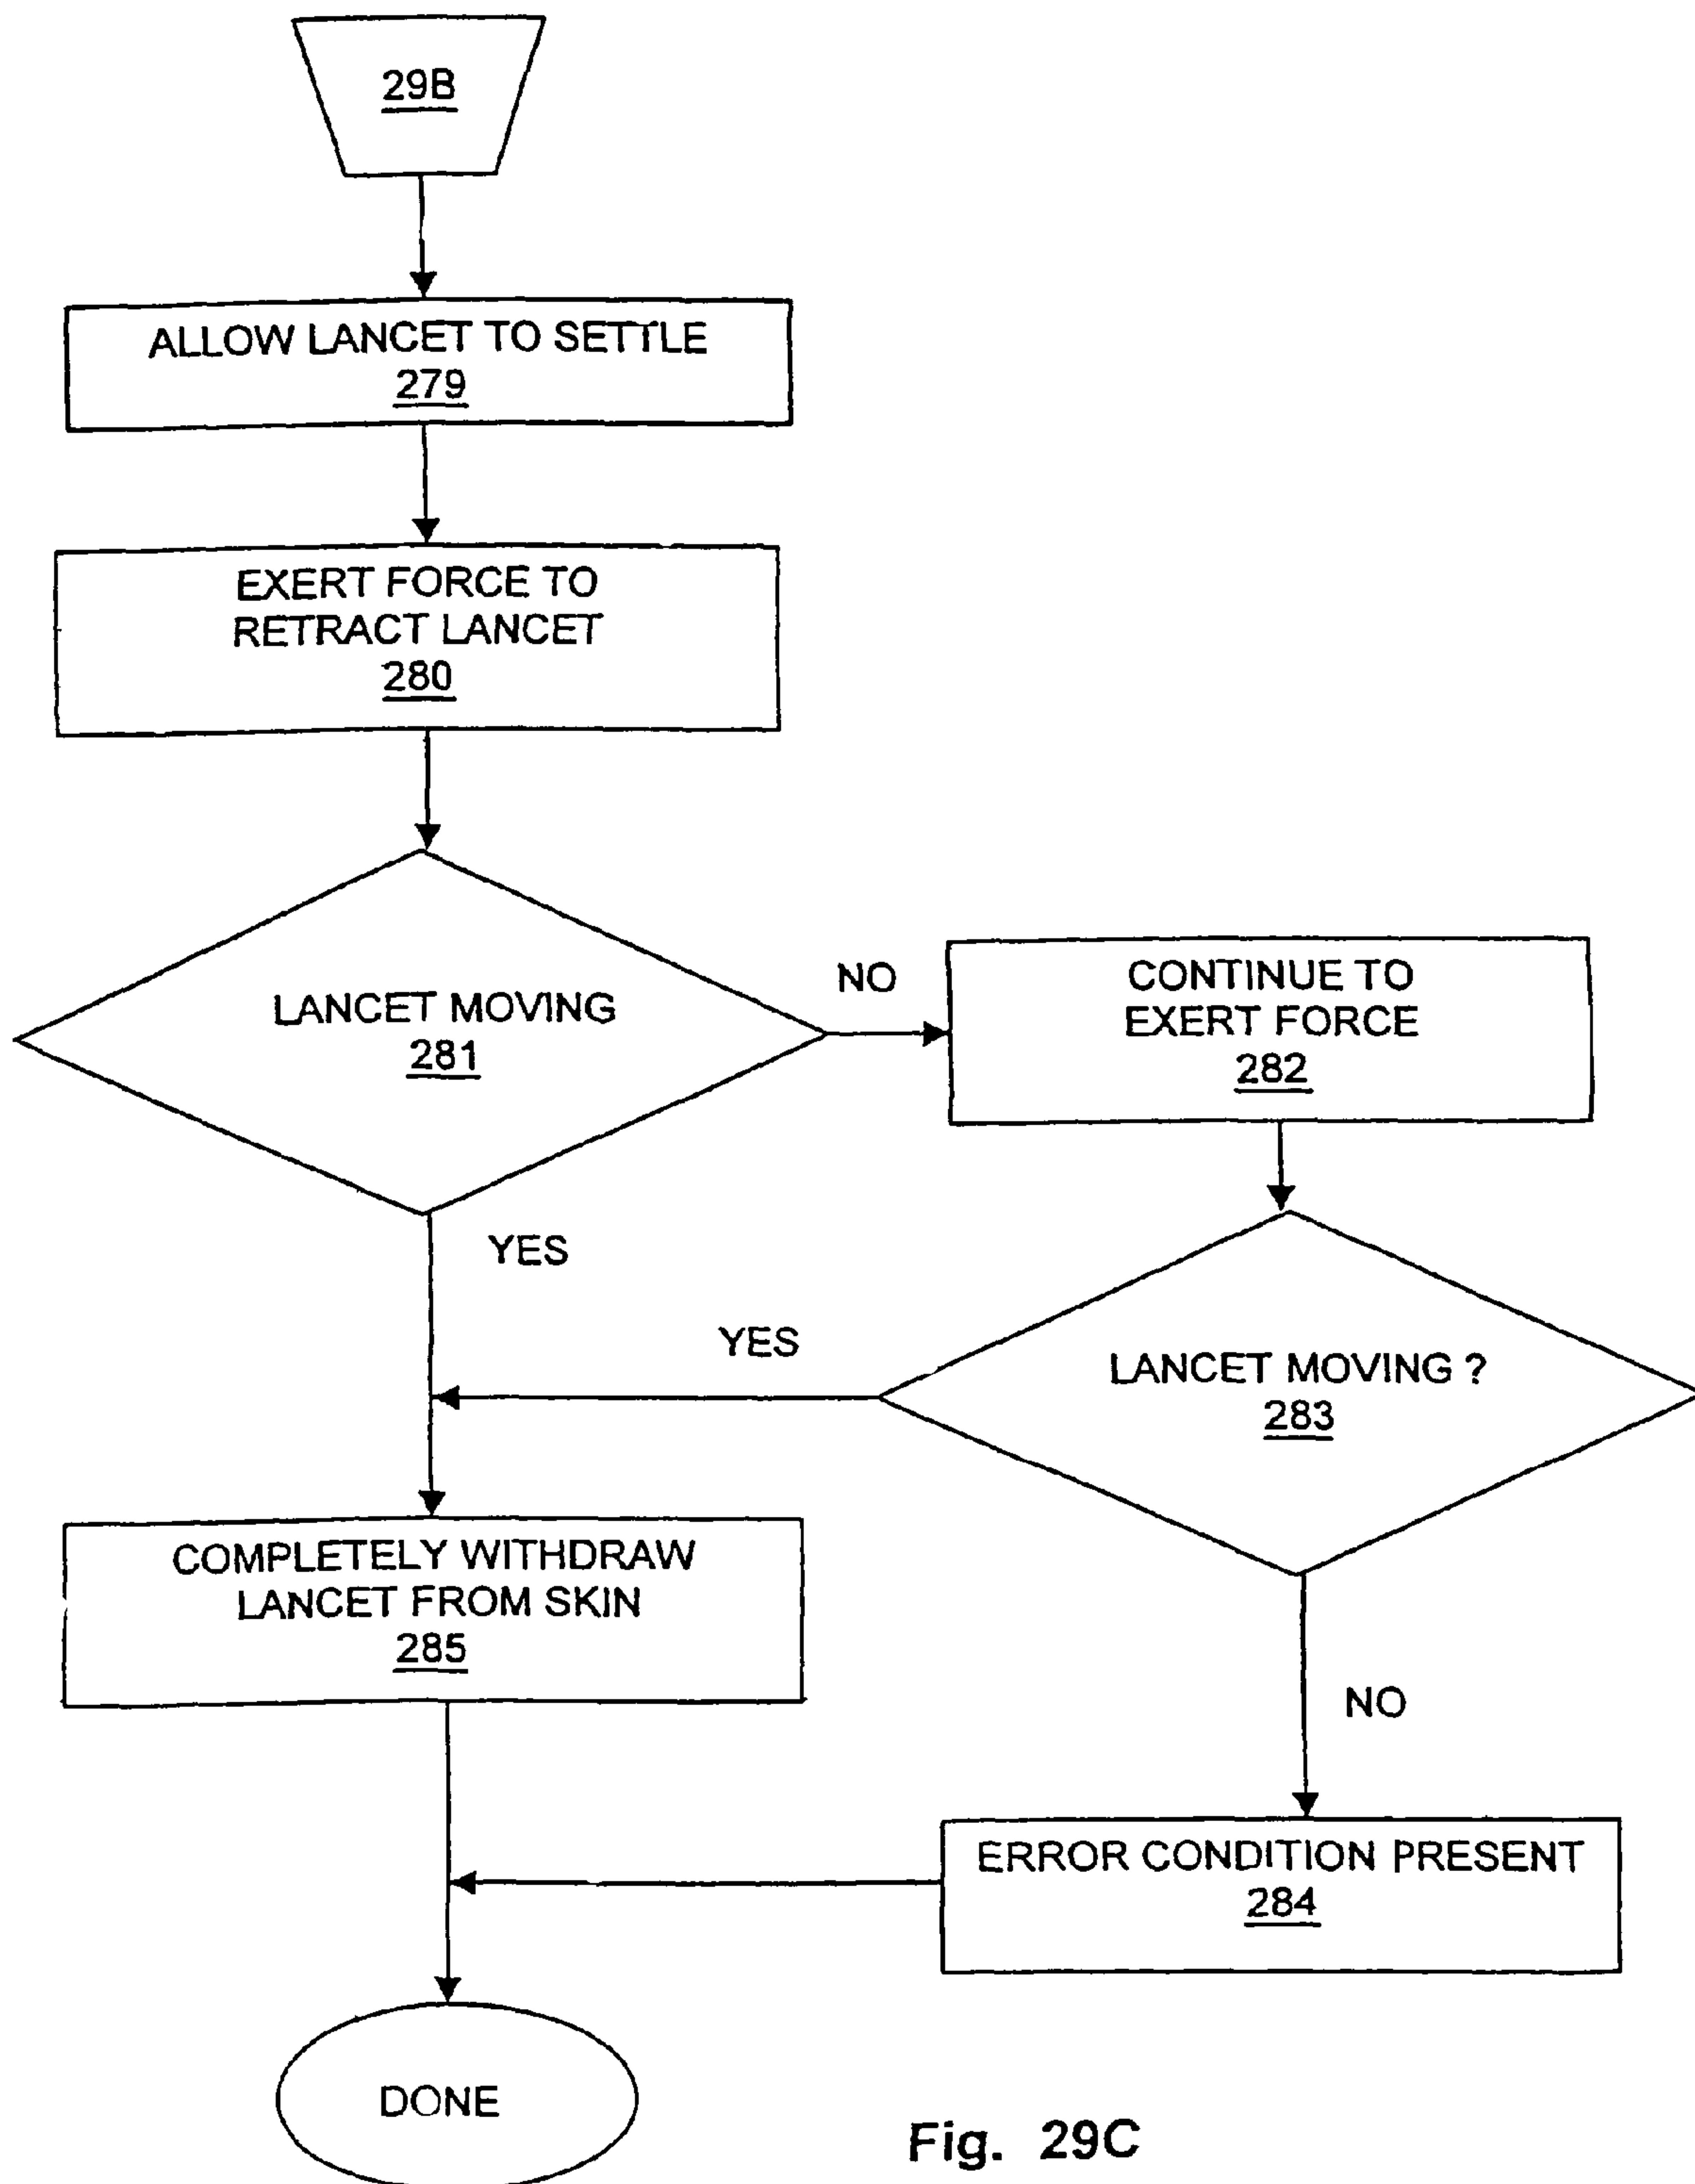 29B
ALLOW LANCET TO SETTLE
279
EXERT FORCE TO
RETRACT LANCET
280
LANCET MOVING
281
NO
CONTINUE TO
EXERT FORCE
282
YES
YES
LANCET MOVING ?
283
COMPLETELY WITHDRAW
LANCET FROM SKIN
285
NO
ERROR CONDITION PRESENT
284
DONE
Fig. 29C